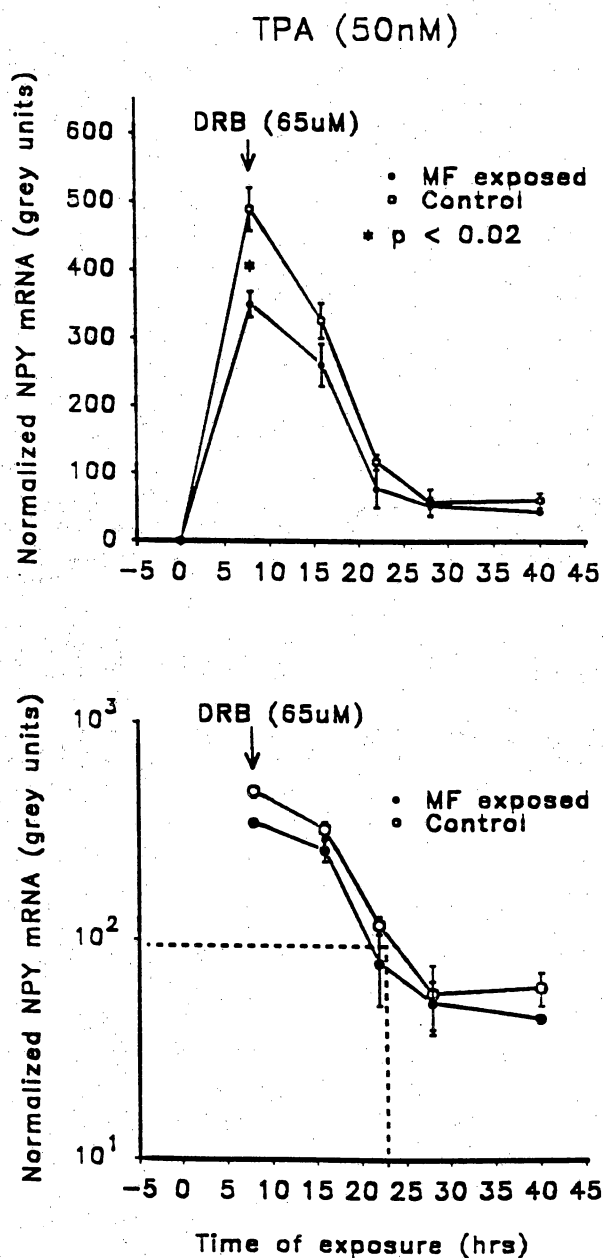 TPA (50nM)
Normalized NPY mRNA (grey units)
600
500
400
300
200
100
0
DRB (65uM)
MF exposed
Control
* p < 0.02
*
-5 0 5 10 15 20 25 30 35 40 45
Normalized NPY mRNA (grey units)
10³
10²
10¹
DRB (65uM)
MF exposed
Control
-5 0 5 10 15 20 25 30 35 40 45
Time of exposure (hrs)